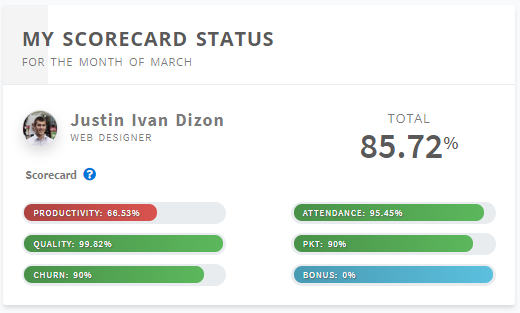 MY SCORECARD STATUS
FOR THE MONTH OF MARCH
Justin Ivan Dizon
WEB DESIGNER
TOTAL
85.72%
Scorecard ?
PRODUCTIVITY: 66.53%
ATTENDANCE: 95.45%
QUALITY: 99.82%
PKT: 90%
CHURN: 90%
BONUS: 0%